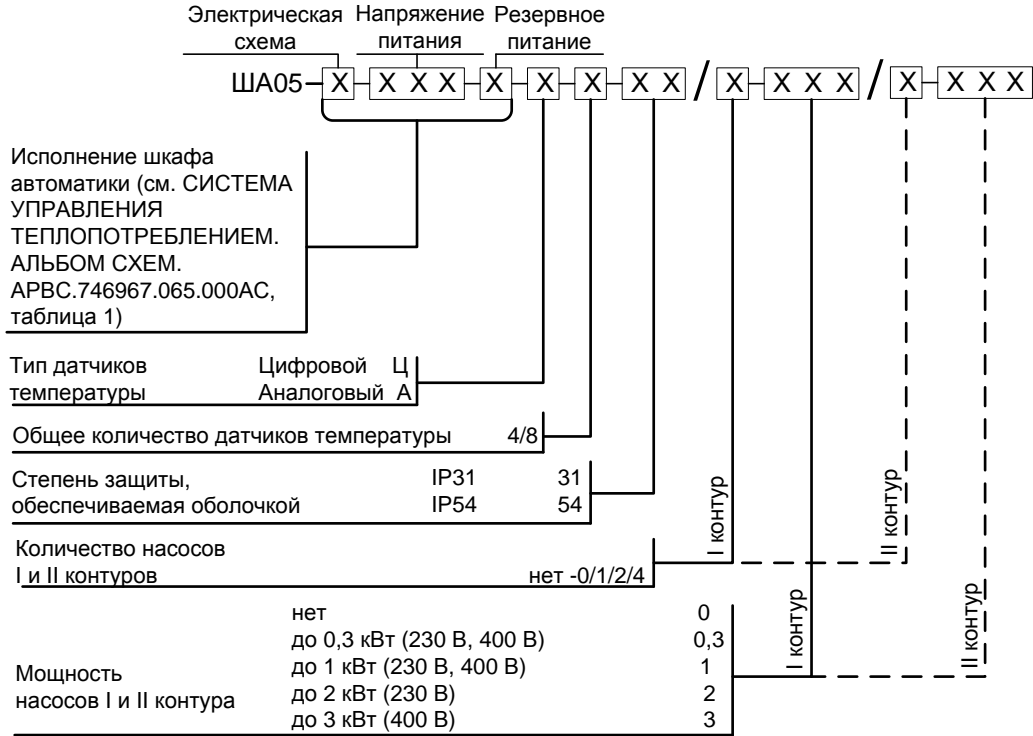 Электрическая схема
Напряжение питания
Резервное питание
ША05-X-XXX-X-X-X-XX/X-XXX/X-XXX
Исполнение шкафа
автоматики (см. СИСТЕМА
УПРАВЛЕНИЯ
ТЕПЛОПОТРЕБЛЕНИЕМ.
АЛЬБОМ СХЕМ.
АРВС.746967.065.000АС,
таблица 1)
Тип датчиков Цифровой Ц
температуры Аналоговый А
Общее количество датчиков температуры 4/8
Степень защиты, IP31 31
обеспечиваемая оболочкой IP54 54
I контур
II контур
Количество насосов
I и II контуров нет -0/1/2/4
I контур
II контур
нет 0
до 0,3 кВт (230 В, 400 В) 0,3
до 1 кВт (230 В, 400 В) 1
Мощность
до 2 кВт (230 В) 2
насосов I и II контура
до 3 кВт (400 В) 3